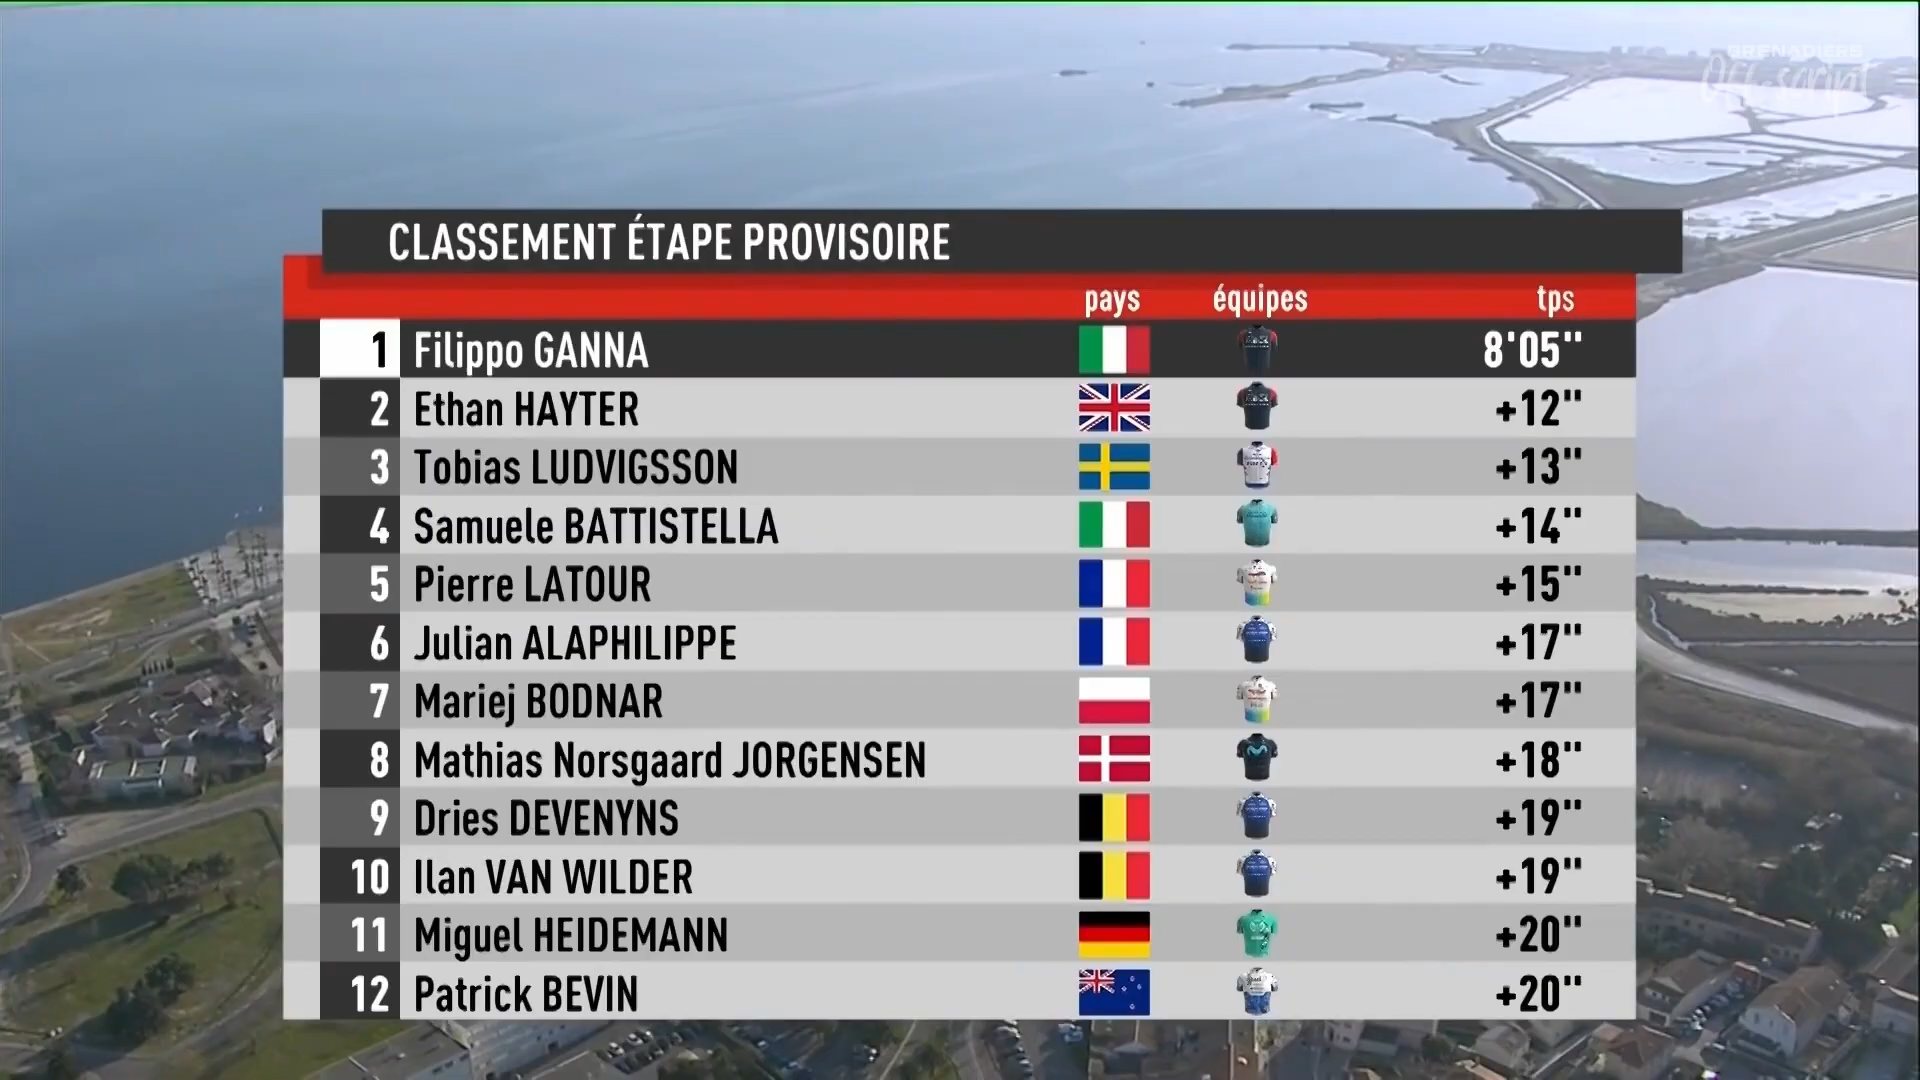 GRENADIERS
Off-script
CLASSEMENT ÉTAPE PROVISOIRE
pays équipes tps
1 Filippo GANNA 8'05"
2 Ethan HAYTER +12"
3 Tobias LUDVIGSSON +13"
4 Samuele BATTISTELLA +14"
5 Pierre LATOUR +15"
6 Julian ALAPHILIPPE +17"
7 Mariej BODNAR +17"
8 Mathias Norsgaard JORGENSEN +18"
9 Dries DEVENYNS +19"
10 Ilan VAN WILDER +19"
11 Miguel HEIDEMANN +20"
12 Patrick BEVIN +20"